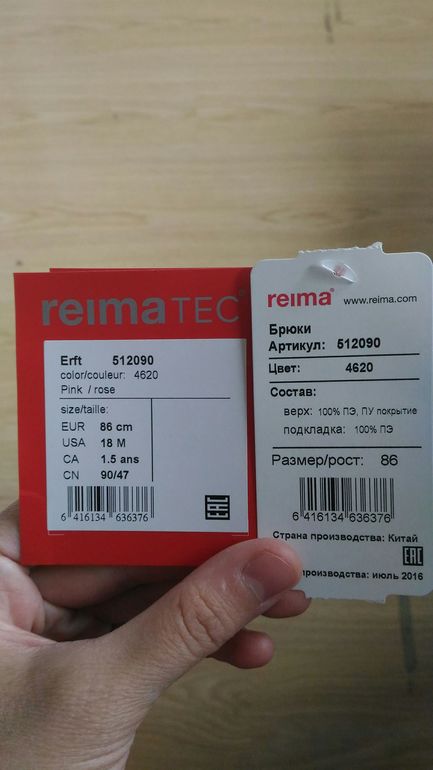 reimaTEC®
Erft 512090
color/couleur: 4620
Pink / rose
size/taille:
EUR 86 cm
USA 18 M
CA 1.5 ans
CN 90/47
6 416134 636376
EAC
reima® www.reima.com
Брюки
Артикул: 512090
Цвет: 4620
Состав:
верх: 100% ПЭ, ПУ покрытие
подкладка: 100% ПЭ
Размер/рост: 86
6 416134 636376
Страна производства: Китай
EAC
производства: июль 2016